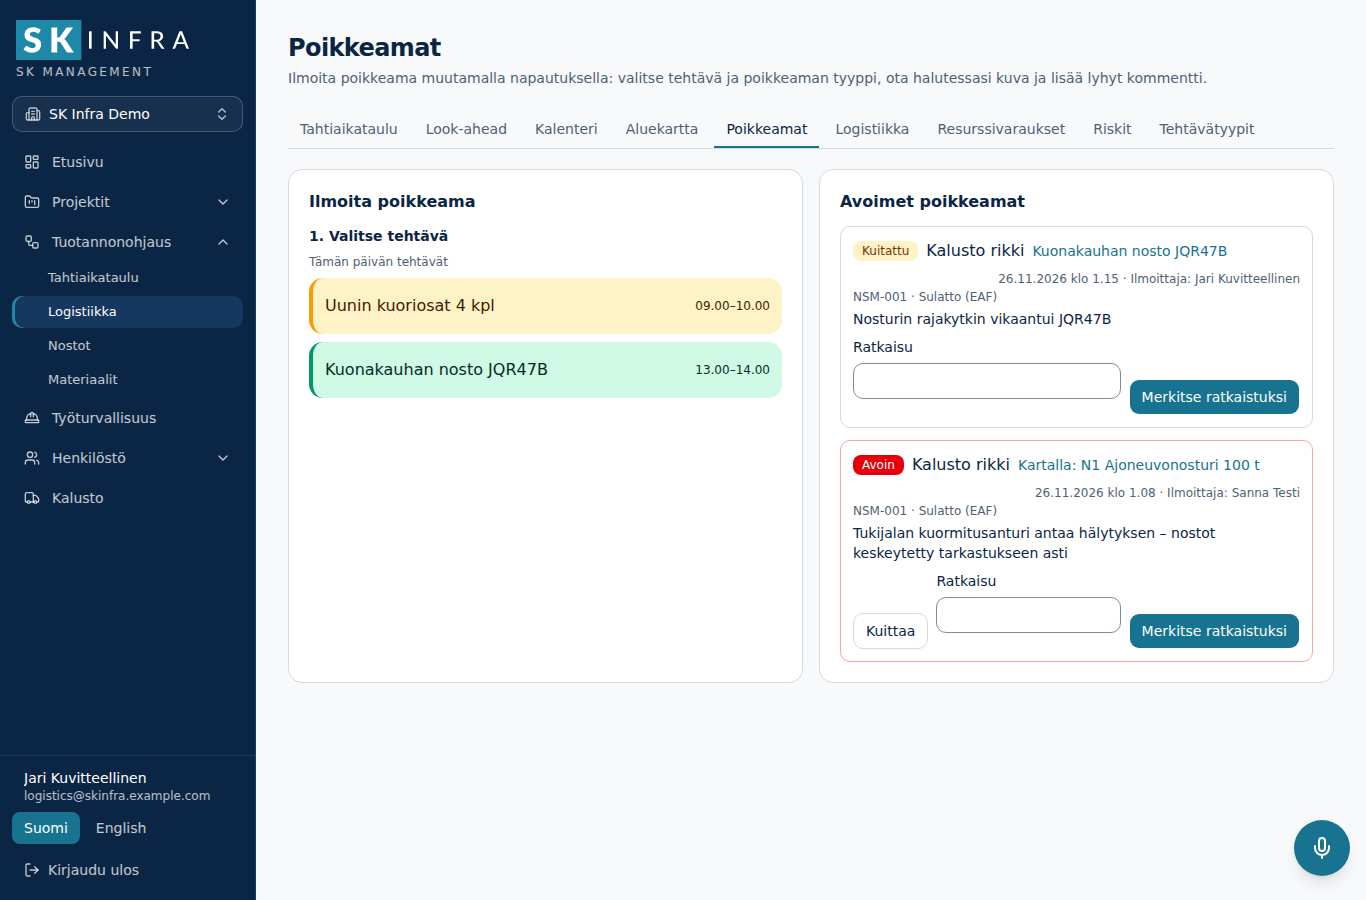 SK INFRA
SK MANAGEMENT
SK Infra Demo
Etusivu
Projektit
Tuotannonohjaus
Tahtiaikataulu
Logistiikka
Nostot
Materiaalit
Työturvallisuus
Henkilöstö
Kalusto
Jari Kuvitteellinen
logistics@skinfra.example.com
Suomi English
Kirjaudu ulos
Poikkeamat
Ilmoita poikkeama muutamalla napautuksella: valitse tehtävä ja poikkeaman tyyppi, ota halutessasi kuva ja lisää lyhyt kommentti.
Tahtiaikataulu Look-ahead Kalenteri Aluekartta Poikkeamat Logistiikka Resurssivaraukset Riskit Tehtävätyypit
Ilmoita poikkeama
1. Valitse tehtävä
Tämän päivän tehtävät
Uunin kuoriosat 4 kpl 09.00–10.00
Kuonakauhan nosto JQR47B 13.00–14.00
Avoimet poikkeamat
Kuitattu Kalusto rikki Kuonakauhan nosto JQR47B
26.11.2026 klo 1.15 · Ilmoittaja: Jari Kuvitteellinen
NSM-001 · Sulatto (EAF)
Nosturin rajakytkin vikaantui JQR47B
Ratkaisu
Merkitse ratkaistuksi
Avoin Kalusto rikki Kartalla: N1 Ajoneuvonosturi 100 t
26.11.2026 klo 1.08 · Ilmoittaja: Sanna Testi
NSM-001 · Sulatto (EAF)
Tukijalan kuormitusanturi antaa hälytyksen – nostot
keskeytetty tarkastukseen asti
Ratkaisu
Kuittaa Merkitse ratkaistuksi